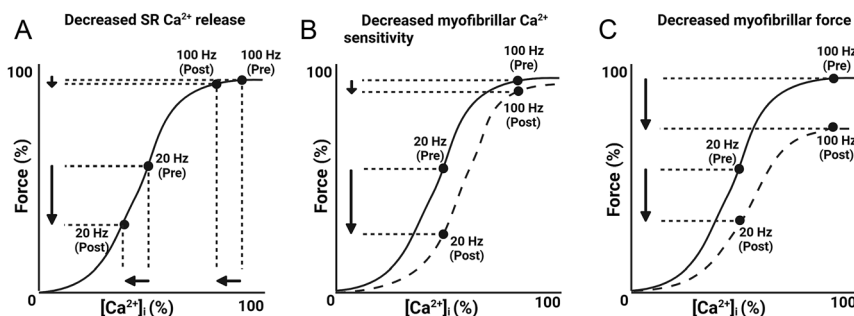 A
Decreased SR Ca²⁺ release
100
Force (%)
100 Hz
(Post)
100 Hz
(Pre)
20 Hz
(Pre)
20 Hz
(Post)
0
[Ca²⁺]ᵢ (%)
100
B
Decreased myofibrillar Ca²⁺
sensitivity
100
Force (%)
100 Hz
(Pre)
100 Hz
(Post)
20 Hz
(Pre)
20 Hz
(Post)
0
[Ca²⁺]ᵢ (%)
100
C
Decreased myofibrillar force
100
Force (%)
100 Hz
(Pre)
100 Hz
(Post)
20 Hz
(Pre)
20 Hz
(Post)
0
[Ca²⁺]ᵢ (%)
100